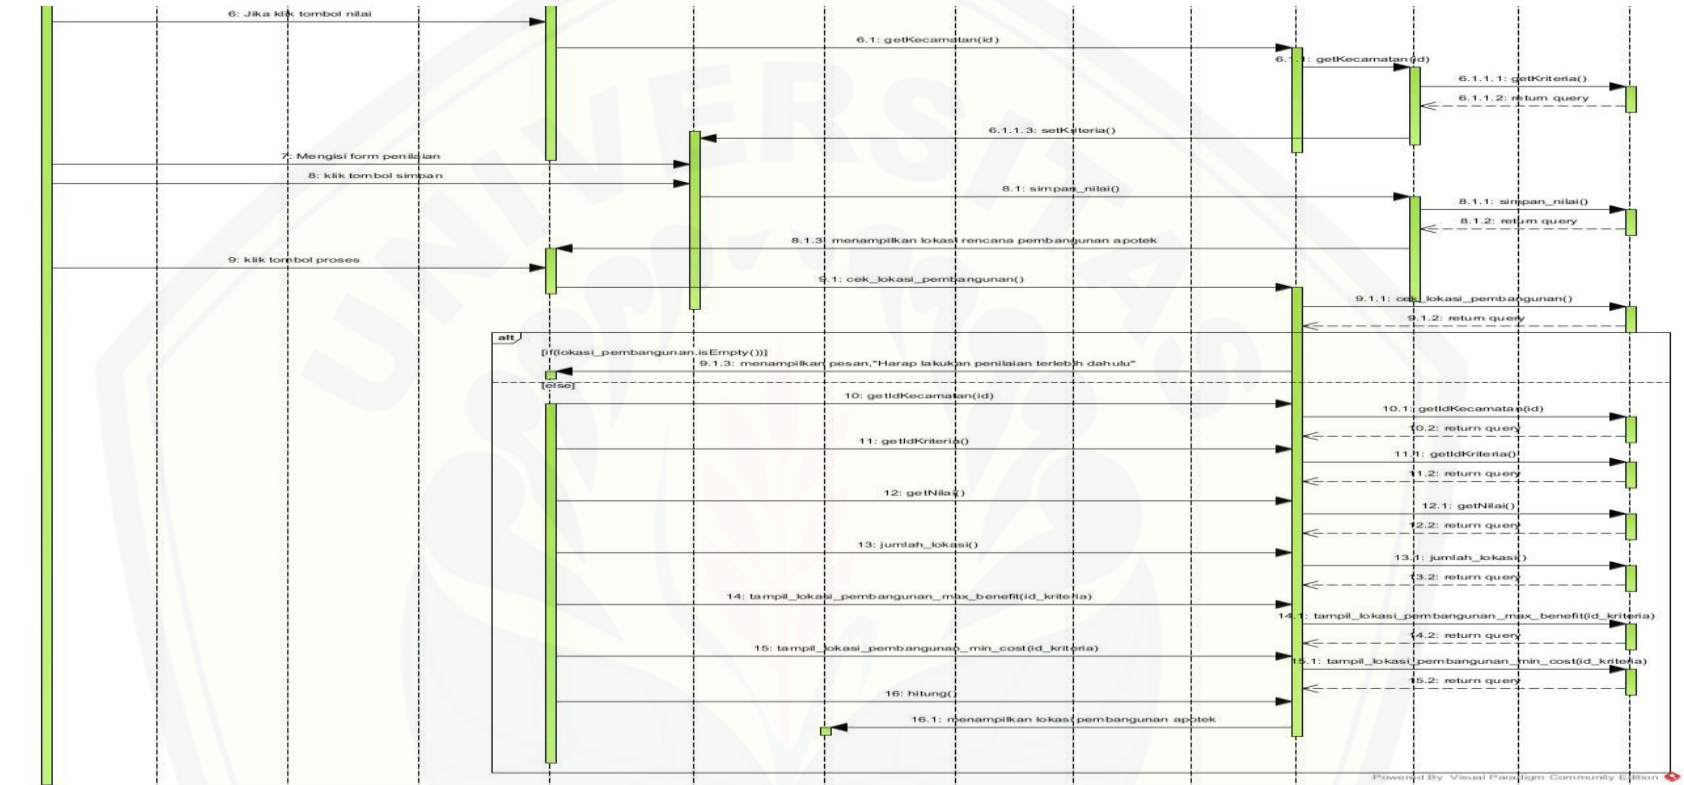 6: Jika klik tombol nilai
6.1: getKecamatan(id)
6.1.1: getKecamatan(id)
6.1.1.1: getKriteria()
6.1.1.2: return query
6.1.1.3: setKriteria()
7: Mengisi form penilaian
8: klik tombol simpan
8.1: simpan_nilai()
8.1.1: simpan_nilai()
8.1.2: return query
8.1.3: menampilkan lokasi rencana pembangunan apotek
9: klik tombol proses
9.1: cek_lokasi_pembangunan()
9.1.1: cek_lokasi_pembangunan()
9.1.2: return query
alt
[if(lokasi_pembangunan.isEmpty())]
9.1.3: menampilkan pesan,"Harap lakukan penilaian terlebih dahulu"
[else]
10: getIdKecamatan(id)
10.1: getIdKecamatan(id)
10.2: return query
11: getIdKriteria()
11.1: getIdKriteria()
11.2: return query
12: getNilai()
12.1: getNilai()
12.2: return query
13: jumlah_lokasi()
13.1: jumlah_lokasi()
13.2: return query
14: tampil_lokasi_pembangunan_max_benefit(id_kriteria)
14.1: tampil_lokasi_pembangunan_max_benefit(id_kriteria)
14.2: return query
15: tampil_lokasi_pembangunan_min_cost(id_kriteria)
15.1: tampil_lokasi_pembangunan_min_cost(id_kriteria)
15.2: return query
16: hitung()
16.1: menampilkan lokasi pembangunan apotek
UNIVERSITAS
Powered By Visual Paradigm Community Edition